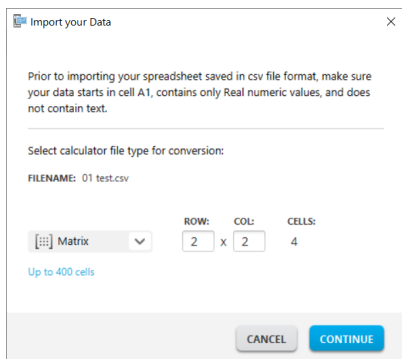 Import your Data
Prior to importing your spreadsheet saved in csv file format, make sure
your data starts in cell A1, contains only Real numeric values, and does
not contain text.
Select calculator file type for conversion:
FILENAME: 01 test.csv
ROW: COL: CELLS:
Matrix 2 x 2 4
Up to 400 cells
CANCEL CONTINUE